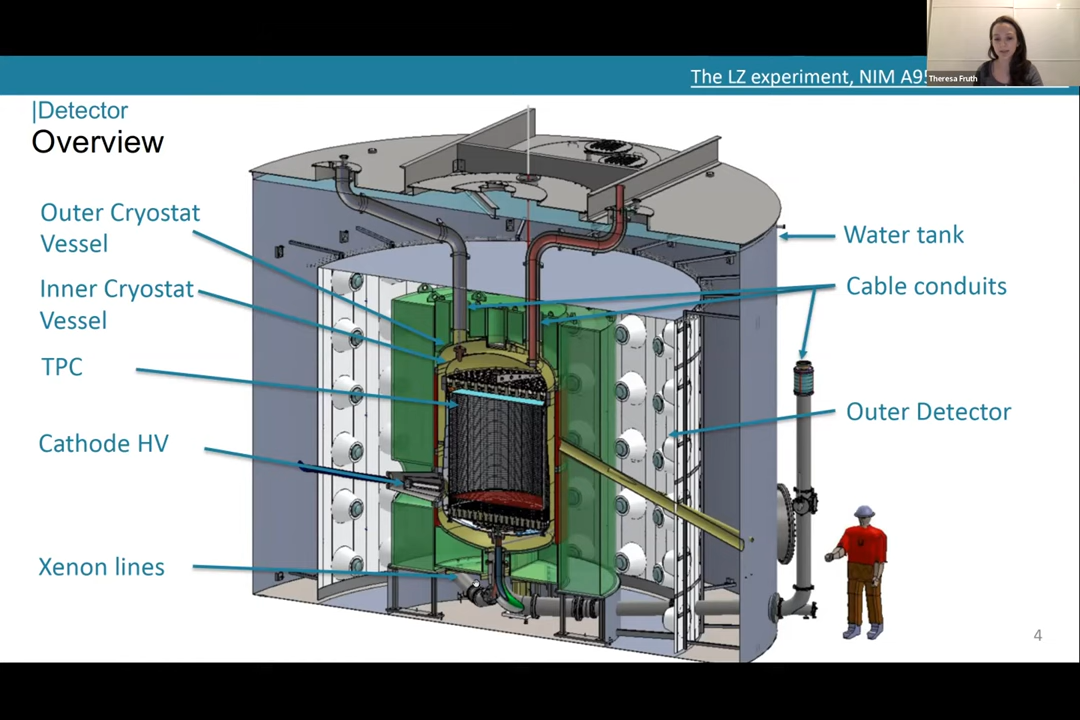 The LZ experiment, NIM A95
Theresa Fruth
|Detector
Overview
Outer Cryostat
Vessel
Inner Cryostat
Vessel
TPC
Cathode HV
Xenon lines
Water tank
Cable conduits
Outer Detector
4